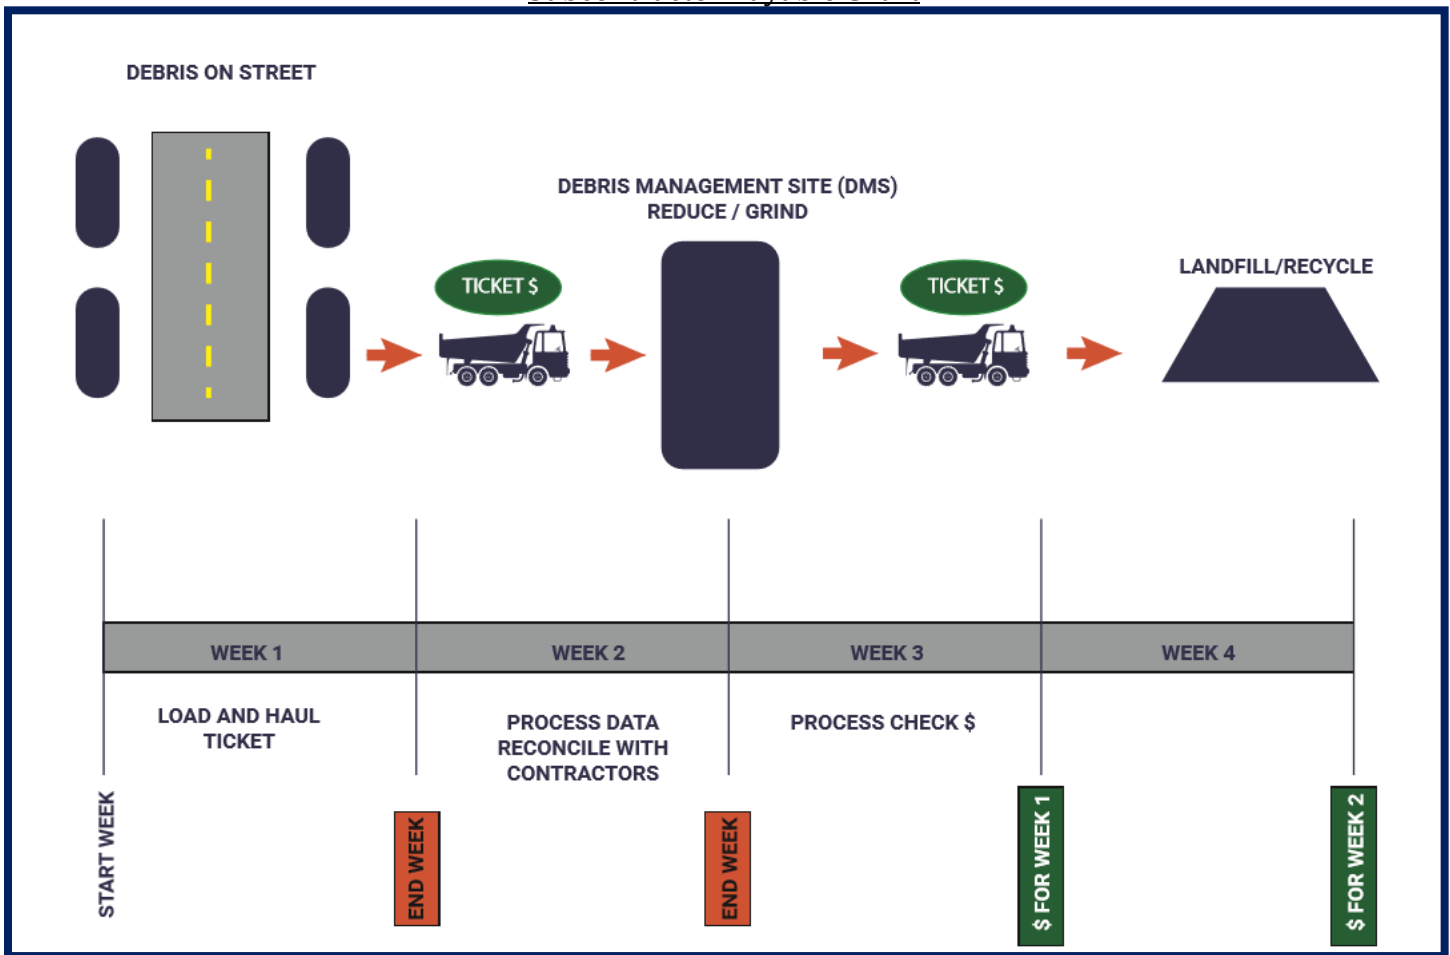 DEBRIS ON STREET
DEBRIS MANAGEMENT SITE (DMS)
REDUCE / GRIND
TICKET $
TICKET $
LANDFILL/RECYCLE
WEEK 1
WEEK 2
WEEK 3
WEEK 4
LOAD AND HAUL
TICKET
PROCESS DATA
RECONCILE WITH
CONTRACTORS
PROCESS CHECK $
START WEEK
END WEEK
END WEEK
$ FOR WEEK 1
$ FOR WEEK 2